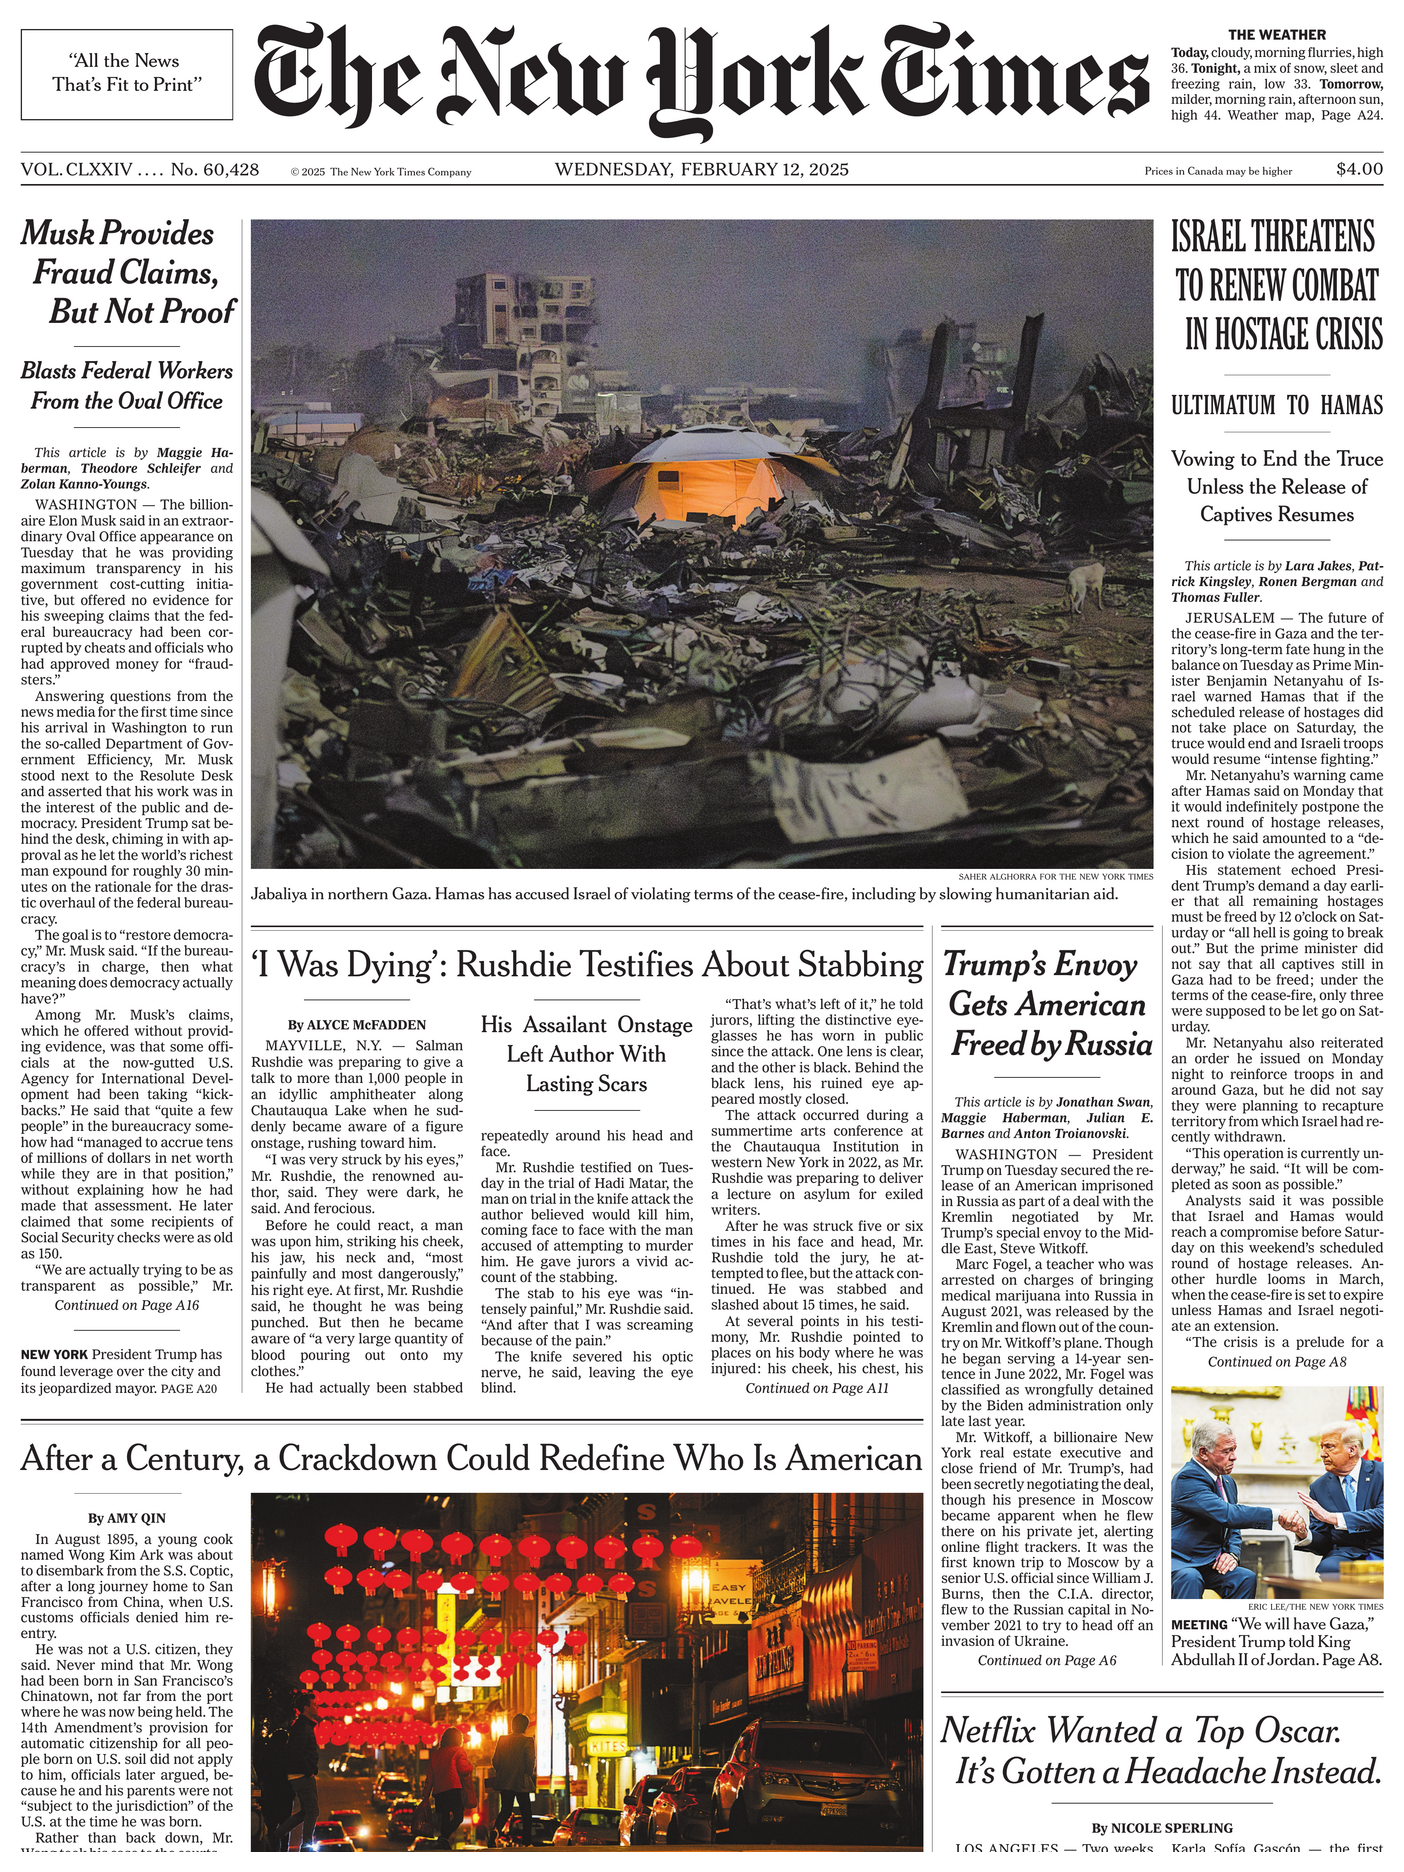 "All the News
That's Fit to Print"
The New York Times
THE WEATHER
Today, cloudy, morning flurries, high
36. Tonight, a mix of snow, sleet and
freezing rain, low 33. Tomorrow,
milder, morning rain, afternoon sun,
high 44. Weather map, Page A24.
VOL. CLXXIV .... No. 60,428
© 2025 The New York Times Company
WEDNESDAY, FEBRUARY 12, 2025
Prices in Canada may be higher
$4.00
Musk Provides
Fraud Claims,
But Not Proof
Blasts Federal Workers
From the Oval Office
This article is by Maggie Ha-
berman, Theodore Schleifer and
Zolan Kanno-Youngs.
WASHINGTON — The billion-
aire Elon Musk said in an extraor-
dinary Oval Office appearance on
Tuesday that he was providing
maximum transparency in his
government cost-cutting initia-
tive, but offered no evidence for
his sweeping claims that the fed-
eral bureaucracy had been cor-
rupted by cheats and officials who
had approved money for "fraud-
sters."
Answering questions from the
news media for the first time since
his arrival in Washington to run
the so-called Department of Gov-
ernment Efficiency, Mr. Musk
stood next to the Resolute Desk
and asserted that his work was in
the interest of the public and de-
mocracy. President Trump sat be-
hind the desk, chiming in with ap-
proval as he let the world's richest
man expound for roughly 30 min-
utes on the rationale for the dras-
tic overhaul of the federal bureau-
cracy.
The goal is to "restore democra-
cy," Mr. Musk said. "If the bureau-
cracy's in charge, then what
meaning does democracy actually
have?"
Among Mr. Musk's claims,
which he offered without provid-
ing evidence, was that some offi-
cials at the now-gutted U.S.
Agency for International Devel-
opment had been taking "kick-
backs." He said that "quite a few
people" in the bureaucracy some-
how had "managed to accrue tens
of millions of dollars in net worth
while they are in that position,"
without explaining how he had
made that assessment. He later
claimed that some recipients of
Social Security checks were as old
as 150.
"We are actually trying to be as
transparent as possible," Mr.
Continued on Page A16
NEW YORK President Trump has
found leverage over the city and
its jeopardized mayor. PAGE A20
SAHER ALGHORRA FOR THE NEW YORK TIMES
Jabaliya in northern Gaza. Hamas has accused Israel of violating terms of the cease-fire, including by slowing humanitarian aid.
'I Was Dying': Rushdie Testifies About Stabbing
By ALYCE McFADDEN
MAYVILLE, N.Y. — Salman
Rushdie was preparing to give a
talk to more than 1,000 people in
an idyllic amphitheater along
Chautauqua Lake when he sud-
denly became aware of a figure
onstage, rushing toward him.
"I was very struck by his eyes,"
Mr. Rushdie, the renowned au-
thor, said. They were dark, he
said. And ferocious.
Before he could react, a man
was upon him, striking his cheek,
his jaw, his neck and, "most
painfully and most dangerously,"
his right eye. At first, Mr. Rushdie
said, he thought he was being
punched. But then he became
aware of "a very large quantity of
blood pouring out onto my
clothes."
He had actually been stabbed
His Assailant Onstage
Left Author With
Lasting Scars
repeatedly around his head and
face.
Mr. Rushdie testified on Tues-
day in the trial of Hadi Matar, the
man on trial in the knife attack the
author believed would kill him,
coming face to face with the man
accused of attempting to murder
him. He gave jurors a vivid ac-
count of the stabbing.
The stab to his eye was "in-
tensely painful," Mr. Rushdie said.
"And after that I was screaming
because of the pain."
The knife severed his optic
nerve, he said, leaving the eye
blind.
"That's what's left of it," he told
jurors, lifting the distinctive eye-
glasses he has worn in public
since the attack. One lens is clear,
and the other is black. Behind the
black lens, his ruined eye ap-
peared mostly closed.
The attack occurred during a
summertime arts conference at
the Chautauqua Institution in
western New York in 2022, as Mr.
Rushdie was preparing to deliver
a lecture on asylum for exiled
writers.
After he was struck five or six
times in his face and head, Mr.
Rushdie told the jury, he at-
tempted to flee, but the attack con-
tinued. He was stabbed and
slashed about 15 times, he said.
At several points in his testi-
mony, Mr. Rushdie pointed to
places on his body where he was
injured: his cheek, his chest, his
Continued on Page A11
Trump's Envoy
Gets American
Freed by Russia
This article is by Jonathan Swan,
Maggie Haberman, Julian E.
Barnes and Anton Troianovski.
WASHINGTON — President
Trump on Tuesday secured the re-
lease of an American imprisoned
in Russia as part of a deal with the
Kremlin negotiated by Mr.
Trump's special envoy to the Mid-
dle East, Steve Witkoff.
Marc Fogel, a teacher who was
arrested on charges of bringing
medical marijuana into Russia in
August 2021, was released by the
Kremlin and flown out of the coun-
try on Mr. Witkoff's plane. Though
he began serving a 14-year sen-
tence in June 2022, Mr. Fogel was
classified as wrongfully detained
by the Biden administration only
late last year.
Mr. Witkoff, a billionaire New
York real estate executive and
close friend of Mr. Trump's, had
been secretly negotiating the deal,
though his presence in Moscow
became apparent when he flew
there on his private jet, alerting
online flight trackers. It was the
first known trip to Moscow by a
senior U.S. official since William J.
Burns, then the C.I.A. director,
flew to the Russian capital in No-
vember 2021 to try to head off an
invasion of Ukraine.
Continued on Page A6
ISRAEL THREATENS
TO RENEW COMBAT
IN HOSTAGE CRISIS
ULTIMATUM TO HAMAS
Vowing to End the Truce
Unless the Release of
Captives Resumes
This article is by Lara Jakes, Pat-
rick Kingsley, Ronen Bergman and
Thomas Fuller.
JERUSALEM — The future of
the cease-fire in Gaza and the ter-
ritory's long-term fate hung in the
balance on Tuesday as Prime Min-
ister Benjamin Netanyahu of Is-
rael warned Hamas that if the
scheduled release of hostages did
not take place on Saturday, the
truce would end and Israeli troops
would resume "intense fighting."
Mr. Netanyahu's warning came
after Hamas said on Monday that
it would indefinitely postpone the
next round of hostage releases,
which he said amounted to a "de-
cision to violate the agreement."
His statement echoed Presi-
dent Trump's demand a day earli-
er that all remaining hostages
must be freed by 12 o'clock on Sat-
urday or "all hell is going to break
out." But the prime minister did
not say that all captives still in
Gaza had to be freed; under the
terms of the cease-fire, only three
were supposed to be let go on Sat-
urday.
Mr. Netanyahu also reiterated
an order he issued on Monday
night to reinforce troops in and
around Gaza, but he did not say
they were planning to recapture
territory from which Israel had re-
cently withdrawn.
"This operation is currently un-
derway," he said. "It will be com-
pleted as soon as possible."
Analysts said it was possible
that Israel and Hamas would
reach a compromise before Satur-
day on this weekend's scheduled
round of hostage releases. An-
other hurdle looms in March,
when the cease-fire is set to expire
unless Hamas and Israel negoti-
ate an extension.
"The crisis is a prelude for a
Continued on Page A8
ERIC LEE/THE NEW YORK TIMES
MEETING "We will have Gaza,"
President Trump told King
Abdullah II of Jordan. Page A8.
After a Century, a Crackdown Could Redefine Who Is American
By AMY QIN
In August 1895, a young cook
named Wong Kim Ark was about
to disembark from the S.S. Coptic,
after a long journey home to San
Francisco from China, when U.S.
customs officials denied him re-
entry.
He was not a U.S. citizen, they
said. Never mind that Mr. Wong
had been born in San Francisco's
Chinatown, not far from the port
where he was now being held. The
14th Amendment's provision for
automatic citizenship for all peo-
ple born on U.S. soil did not apply
to him, officials later argued, be-
cause he and his parents were not
"subject to the jurisdiction" of the
U.S. at the time he was born.
Rather than back down, Mr.
Wong took his case to the courts
EASY
NO PARKING
KITES
Netflix Wanted a Top Oscar.
It's Gotten a Headache Instead.
By NICOLE SPERLING
LOS ANGELES — Two weeks
Karla Sofía Gascón — the first